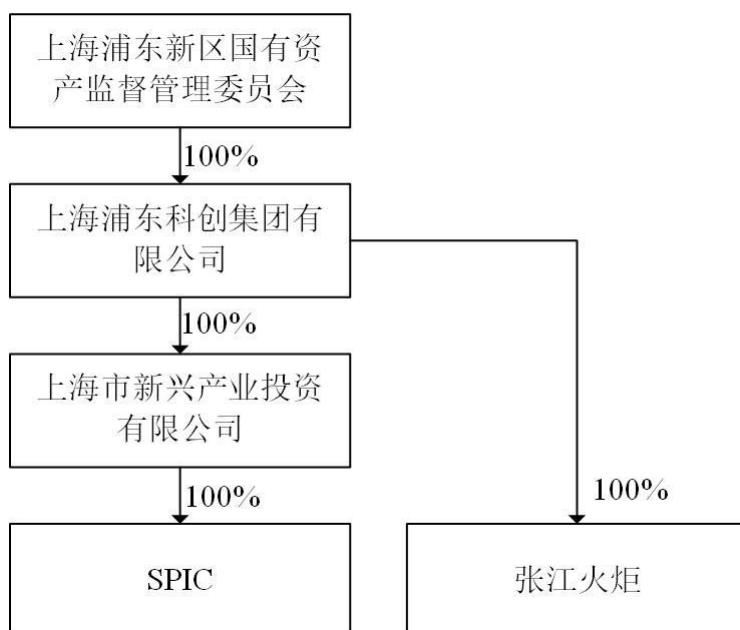 上海浦东新区国有资
产监督管理委员会
100%
上海浦东科创集团有
限公司
100%
上海市新兴产业投资
有限公司
100%
100%
SPIC
张江火炬